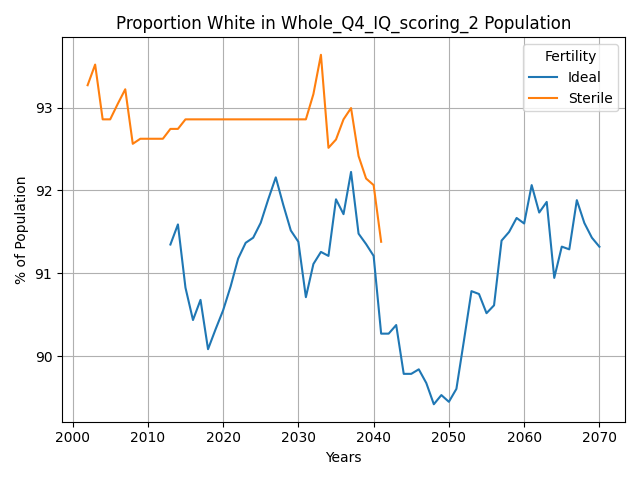 Proportion White in Whole_Q4_IQ_scoring_2 Population
Fertility
Ideal
Sterile
% of Population
93
92
91
90
2000 2010 2020 2030 2040 2050 2060 2070
Years